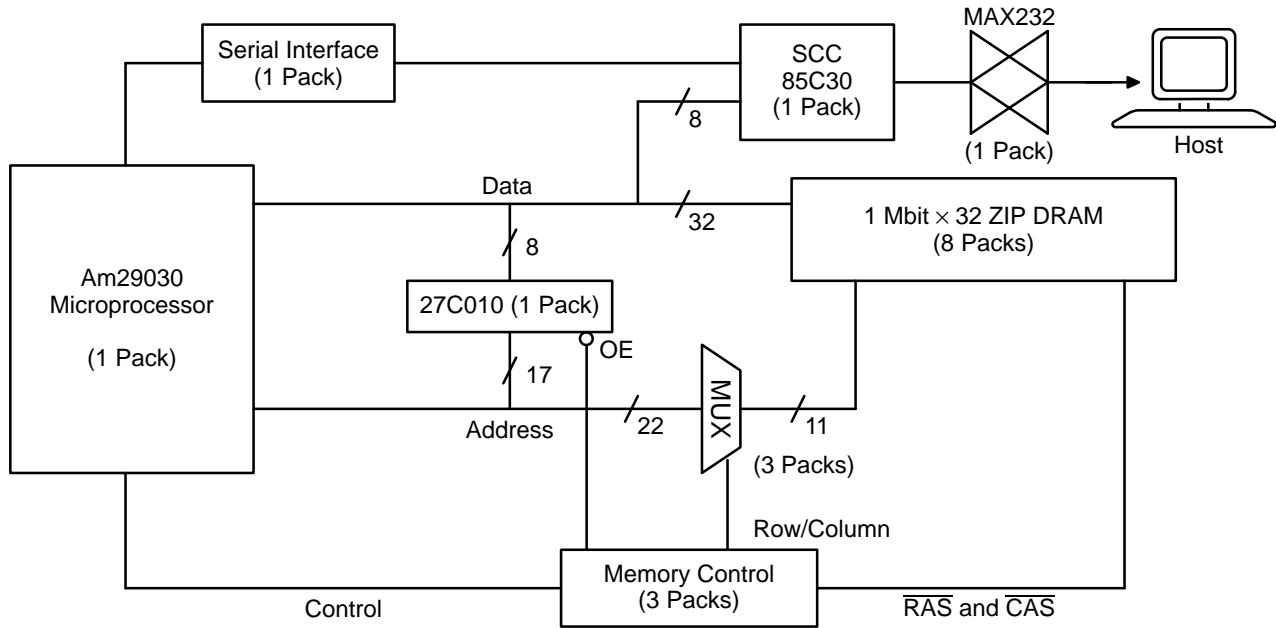 MAX232
Serial Interface
(1 Pack)
SCC
85C30
(1 Pack)
8
(1 Pack)
Host
Data
32
1 Mbit × 32 ZIP DRAM
(8 Packs)
8
Am29030
Microprocessor
(1 Pack)
27C010 (1 Pack)
OE
17
MUX
Address
22
11
(3 Packs)
Row/Column
Memory Control
(3 Packs)
Control
R̅A̅S̅ and C̅A̅S̅